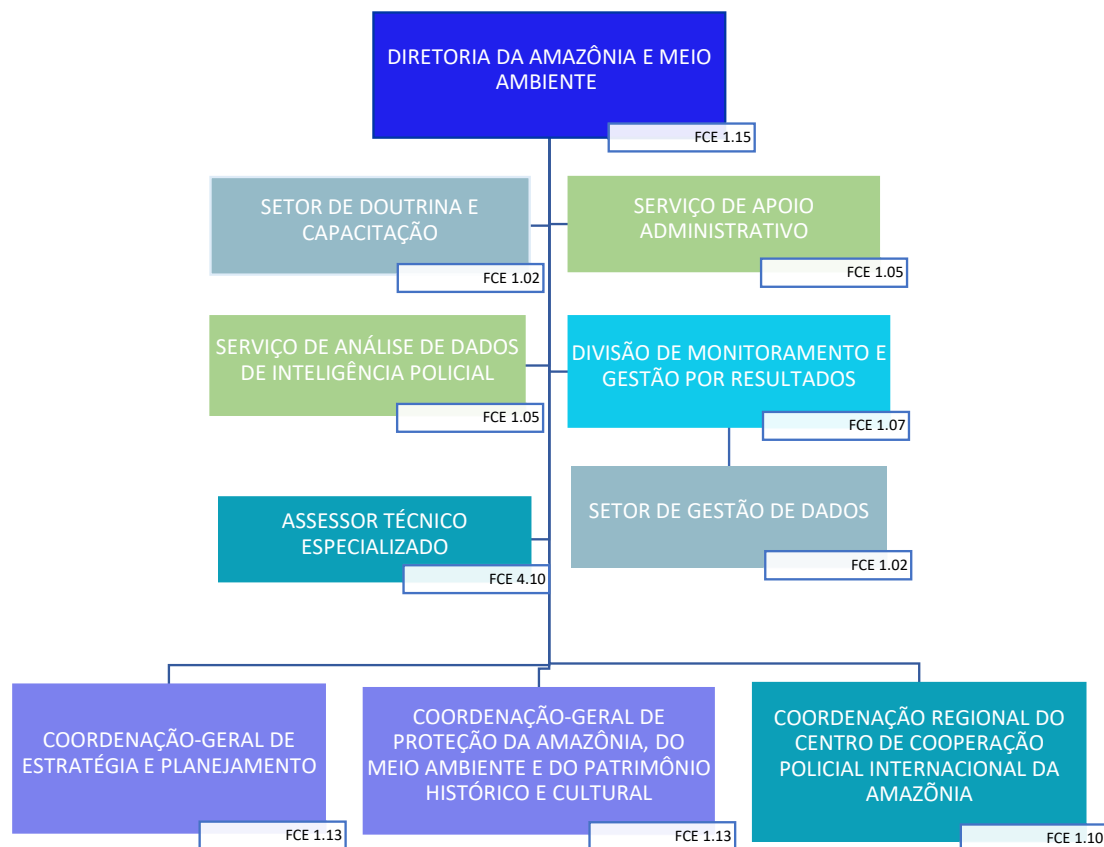 DIRETORIA DA AMAZÔNIA E MEIO
AMBIENTE
FCE 1.15
SETOR DE DOUTRINA E
CAPACITAÇÃO
FCE 1.02
SERVIÇO DE APOIO
ADMINISTRATIVO
FCE 1.05
SERVIÇO DE ANÁLISE DE DADOS
DE INTELIGÊNCIA POLICIAL
FCE 1.05
DIVISÃO DE MONITORAMENTO E
GESTÃO POR RESULTADOS
FCE 1.07
ASSESSOR TÉCNICO
ESPECIALIZADO
FCE 4.10
SETOR DE GESTÃO DE DADOS
FCE 1.02
COORDENAÇÃO-GERAL DE
ESTRATÉGIA E PLANEJAMENTO
FCE 1.13
COORDENAÇÃO-GERAL DE
PROTEÇÃO DA AMAZÔNIA, DO
MEIO AMBIENTE E DO PATRIMÔNIO
HISTÓRICO E CULTURAL
FCE 1.13
COORDENAÇÃO REGIONAL DO
CENTRO DE COOPERAÇÃO
POLICIAL INTERNACIONAL DA
AMAZÕNIA
FCE 1.10